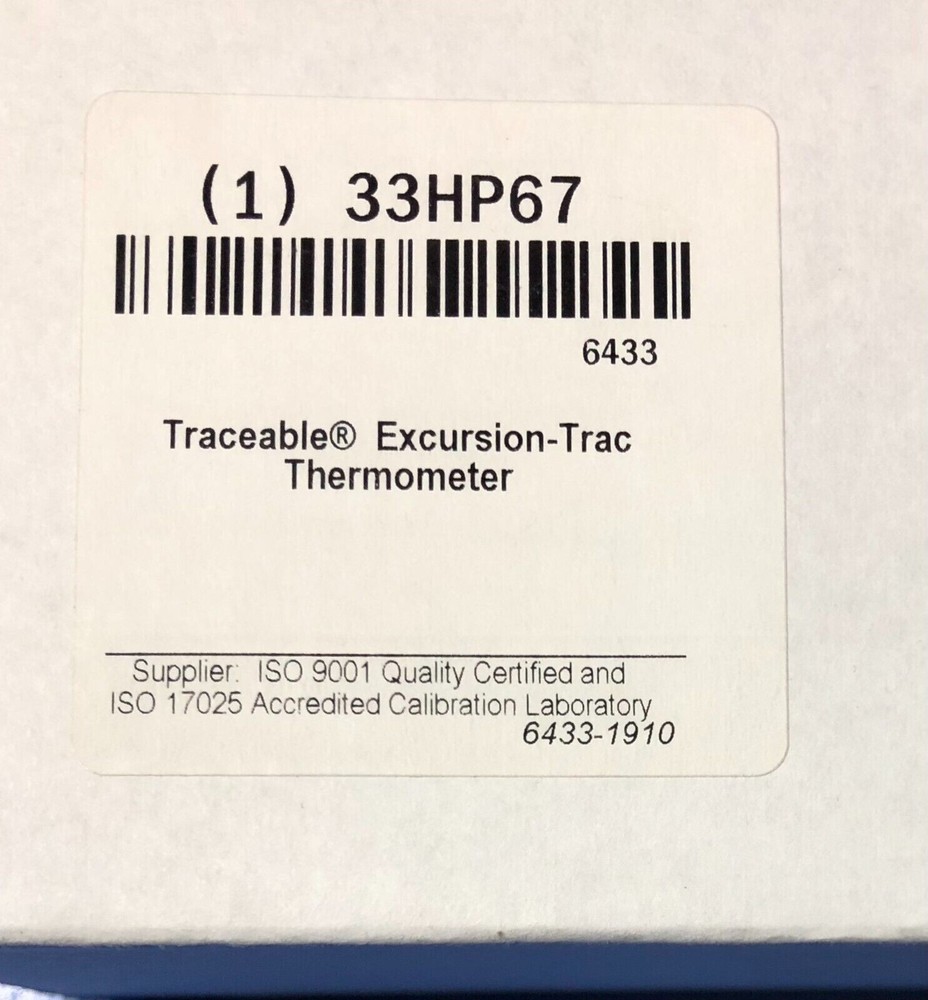 (1) 33HP67
6433
Traceable® Excursion-Trac
Thermometer
Supplier: ISO 9001 Quality Certified and
ISO 17025 Accredited Calibration Laboratory
6433-1910